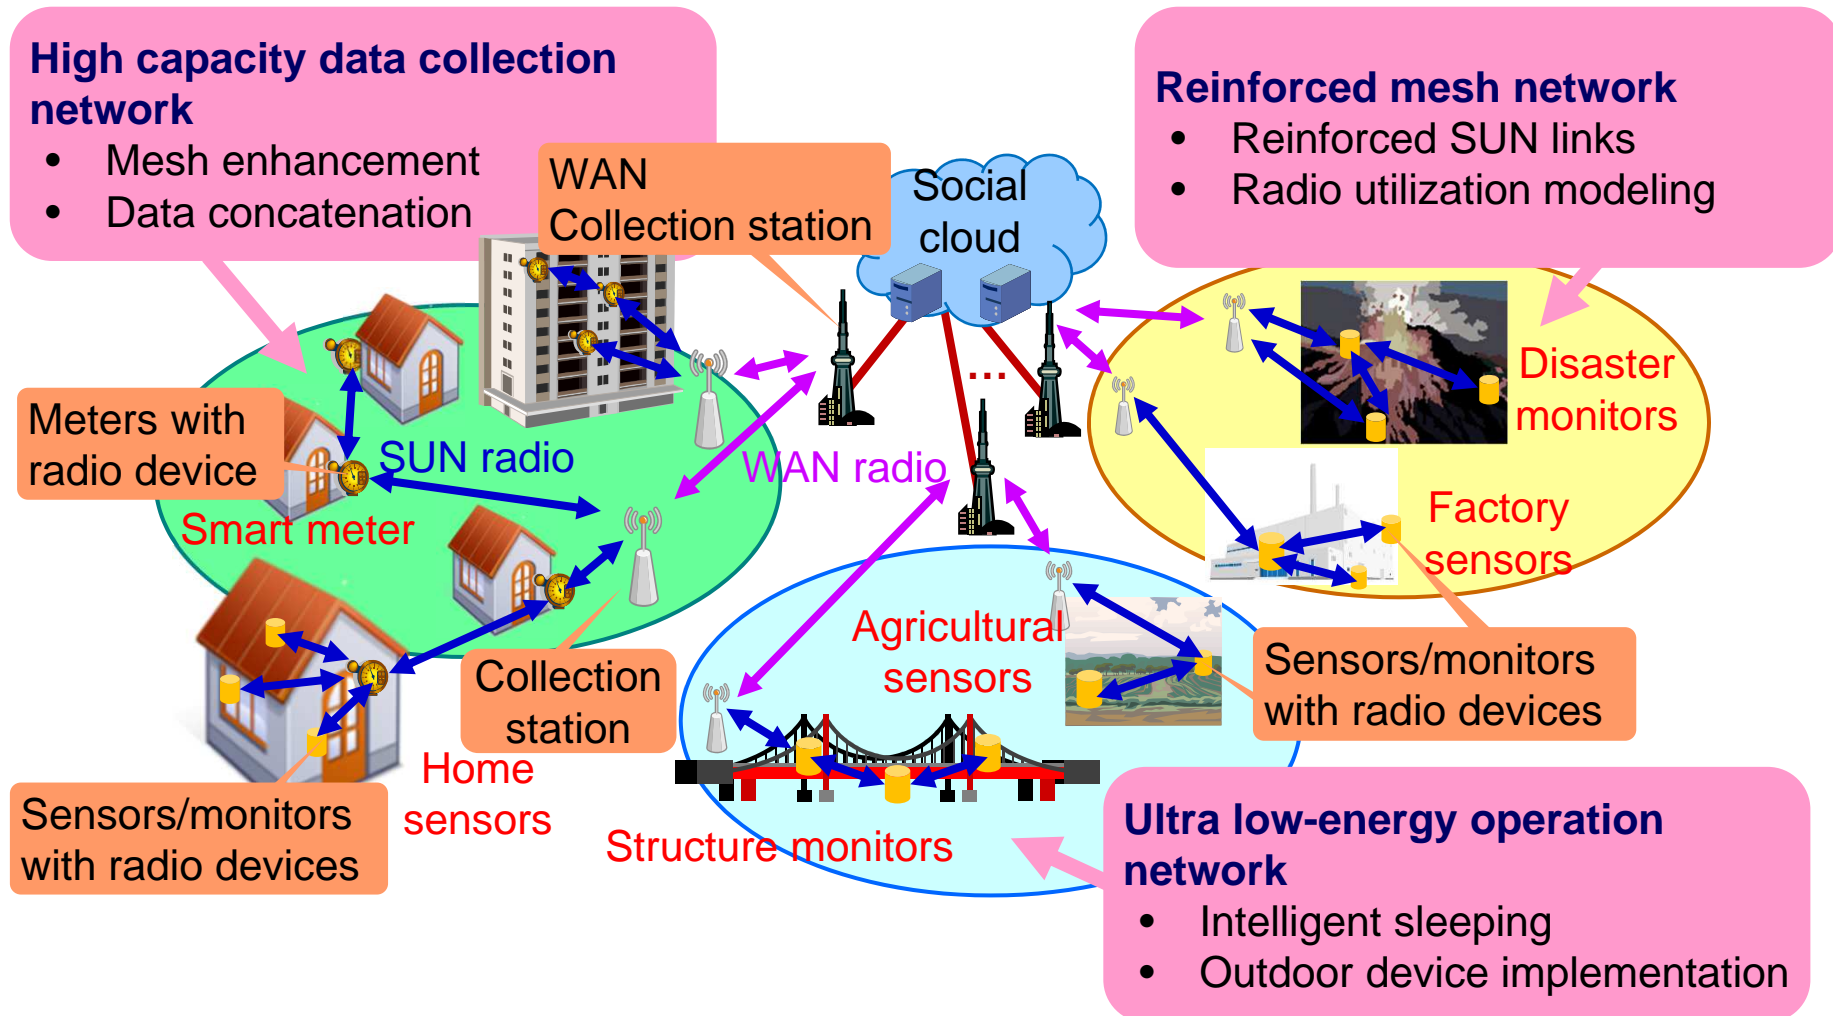 High capacity data collection
network
• Mesh enhancement
• Data concatenation
WAN
Collection station
Social
cloud
Reinforced mesh network
• Reinforced SUN links
• Radio utilization modeling
...
Disaster
monitors
Meters with
radio device
SUN radio
WAN radio
Smart meter
Factory
sensors
Agricultural
sensors
Collection
station
Sensors/monitors
with radio devices
Home
sensors
Sensors/monitors
with radio devices
Structure monitors
Ultra low-energy operation
network
• Intelligent sleeping
• Outdoor device implementation